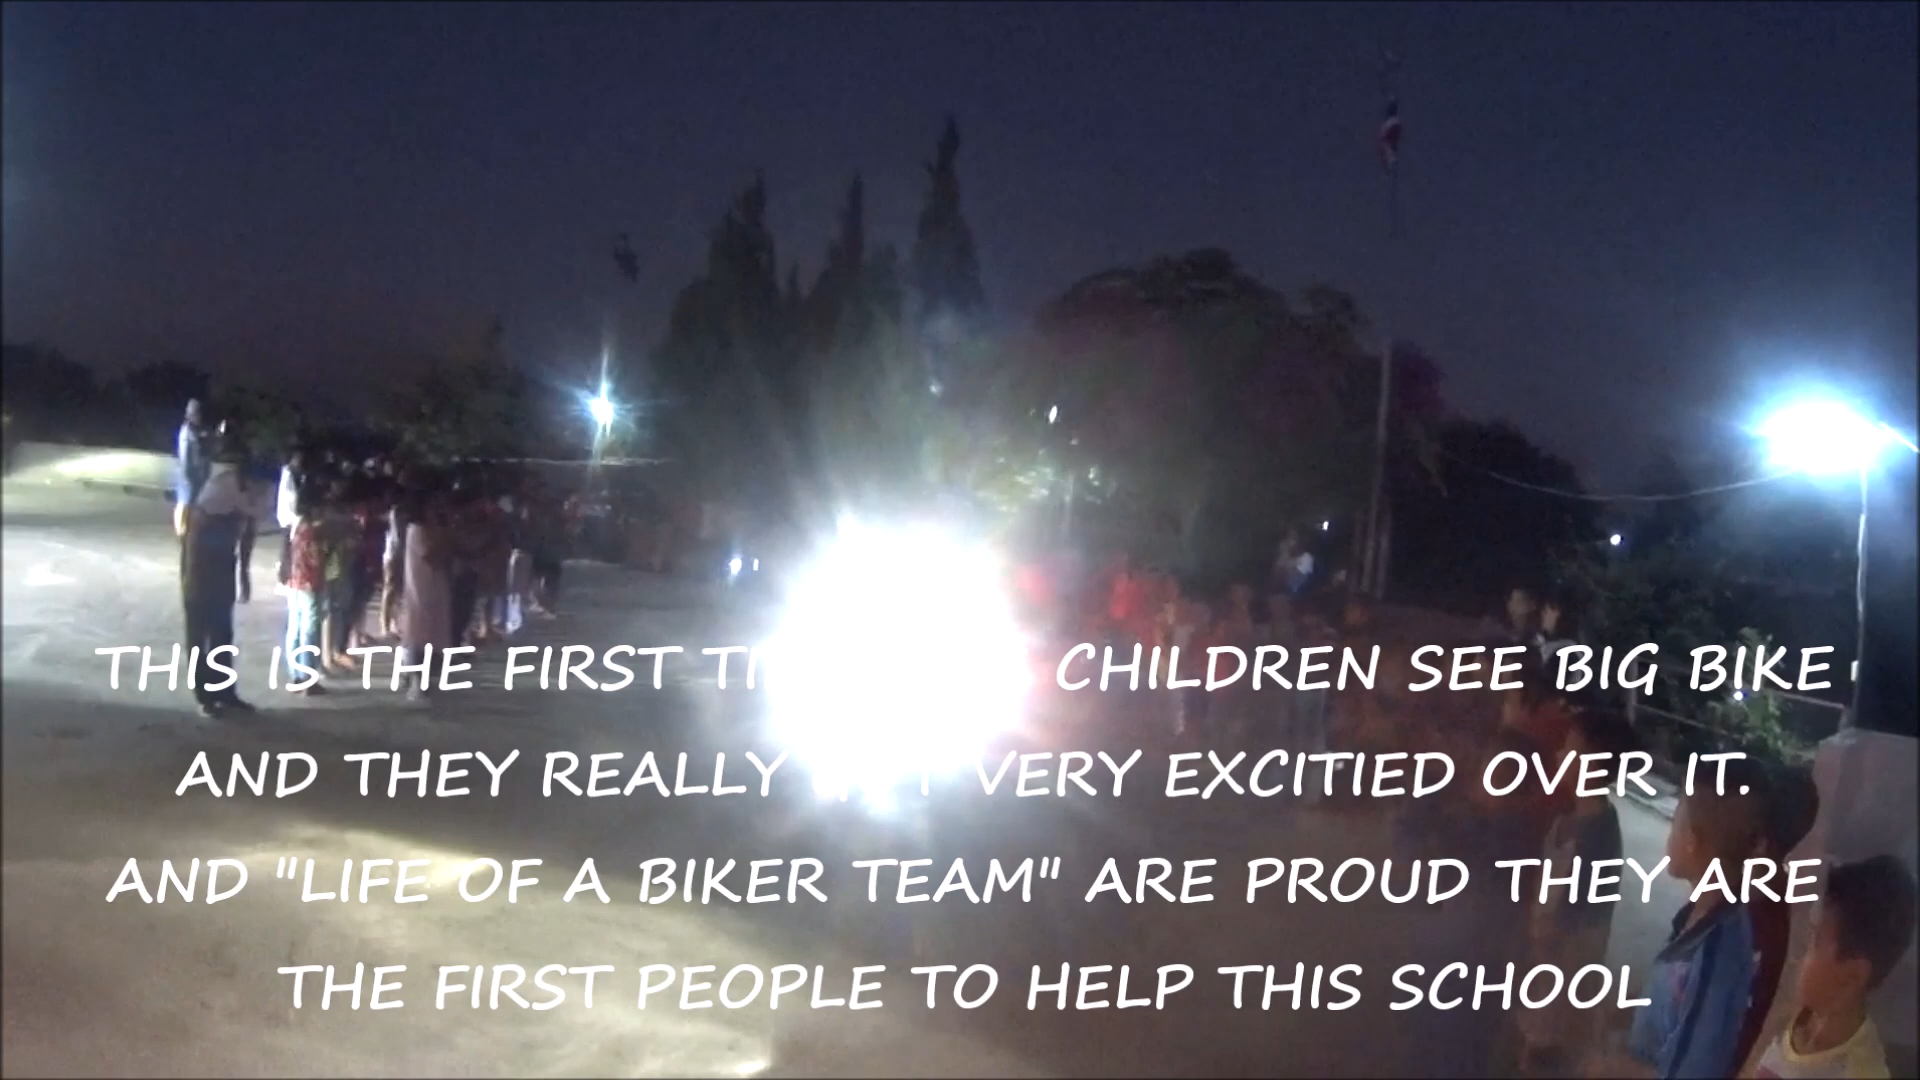 THIS IS THE FIRST CHILDREN SEE BIG BIKE
AND THEY REALLY VERY EXCITIED OVER IT.
AND "LIFE OF A BIKER TEAM" ARE PROUD THEY ARE
THE FIRST PEOPLE TO HELP THIS SCHOOL